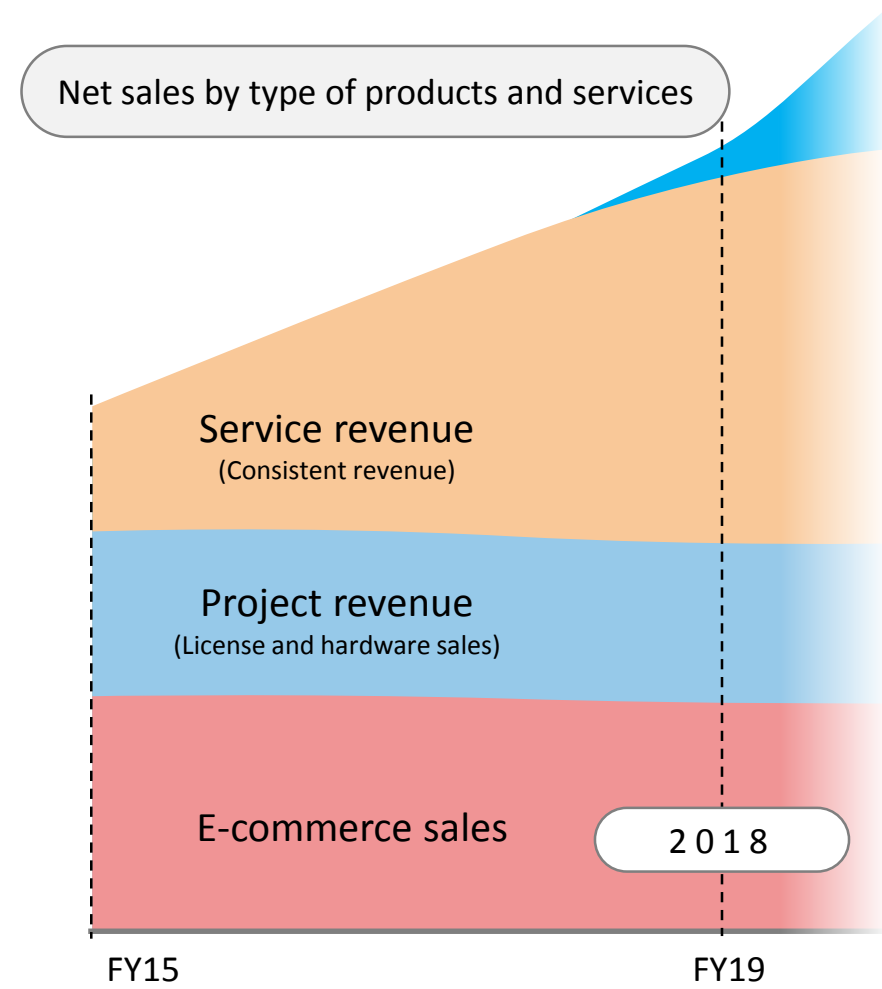 Net sales by type of products and services
Service revenue
(Consistent revenue)
Project revenue
(License and hardware sales)
E-commerce sales
2018
FY15
FY19